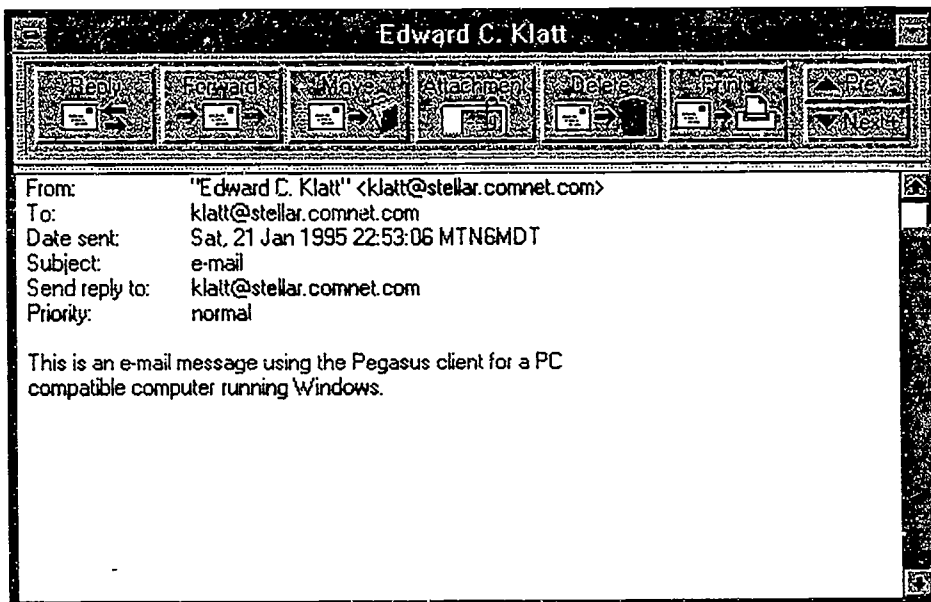 Edward C. Klatt
Reply Forward Move Attachment Delete Print Prev
Next
From: "Edward C. Klatt" <klatt@stellar.comnet.com>
To: klatt@stellar.comnet.com
Date sent: Sat, 21 Jan 1995 22:53:06 MTN6MDT
Subject: e-mail
Send reply to: klatt@stellar.comnet.com
Priority: normal
This is an e-mail message using the Pegasus client for a PC
compatible computer running Windows.